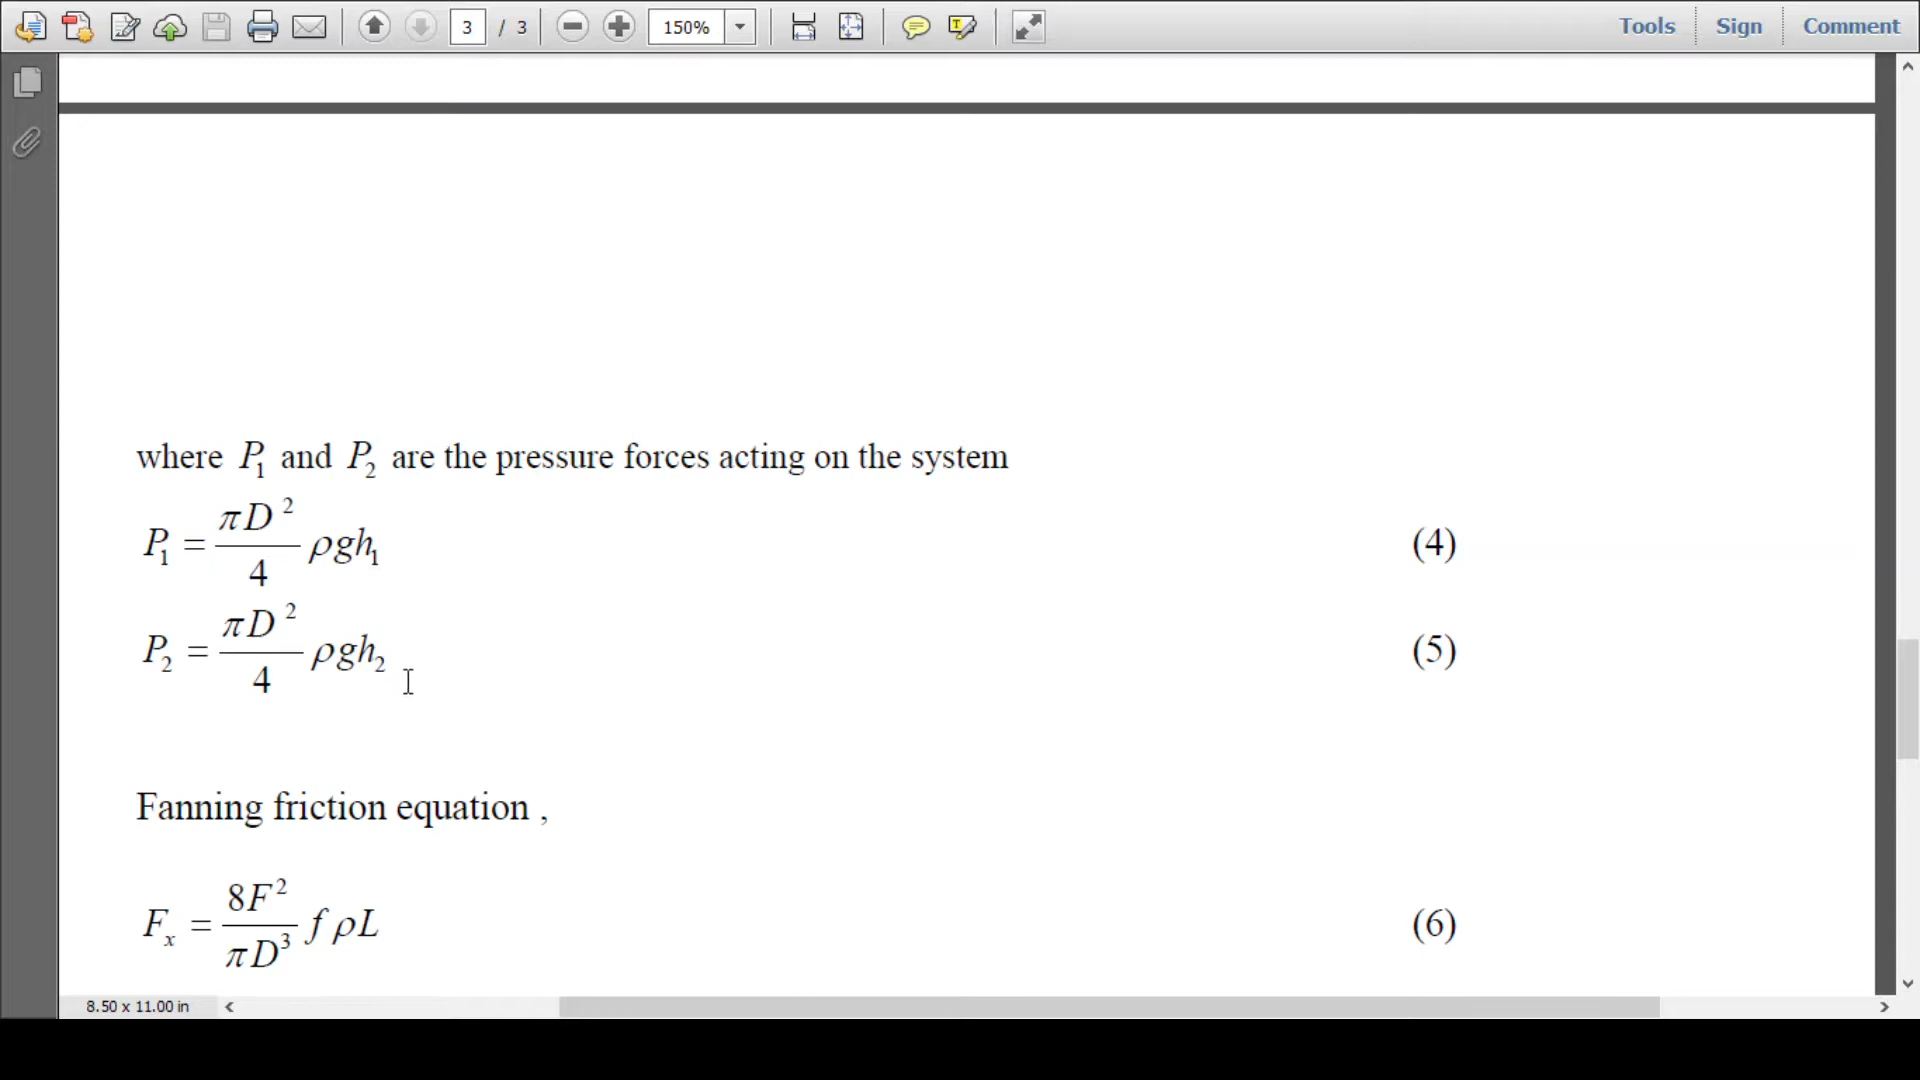 3 / 3 150% Tools Sign Comment
where P₁ and P₂ are the pressure forces acting on the system
P₁ = πD²/4 ρgh₁ (4)
P₂ = πD²/4 ρgh₂ (5)
Fanning friction equation ,
Fₓ = 8F²/πD³ fρL (6)
8.50 x 11.00 in